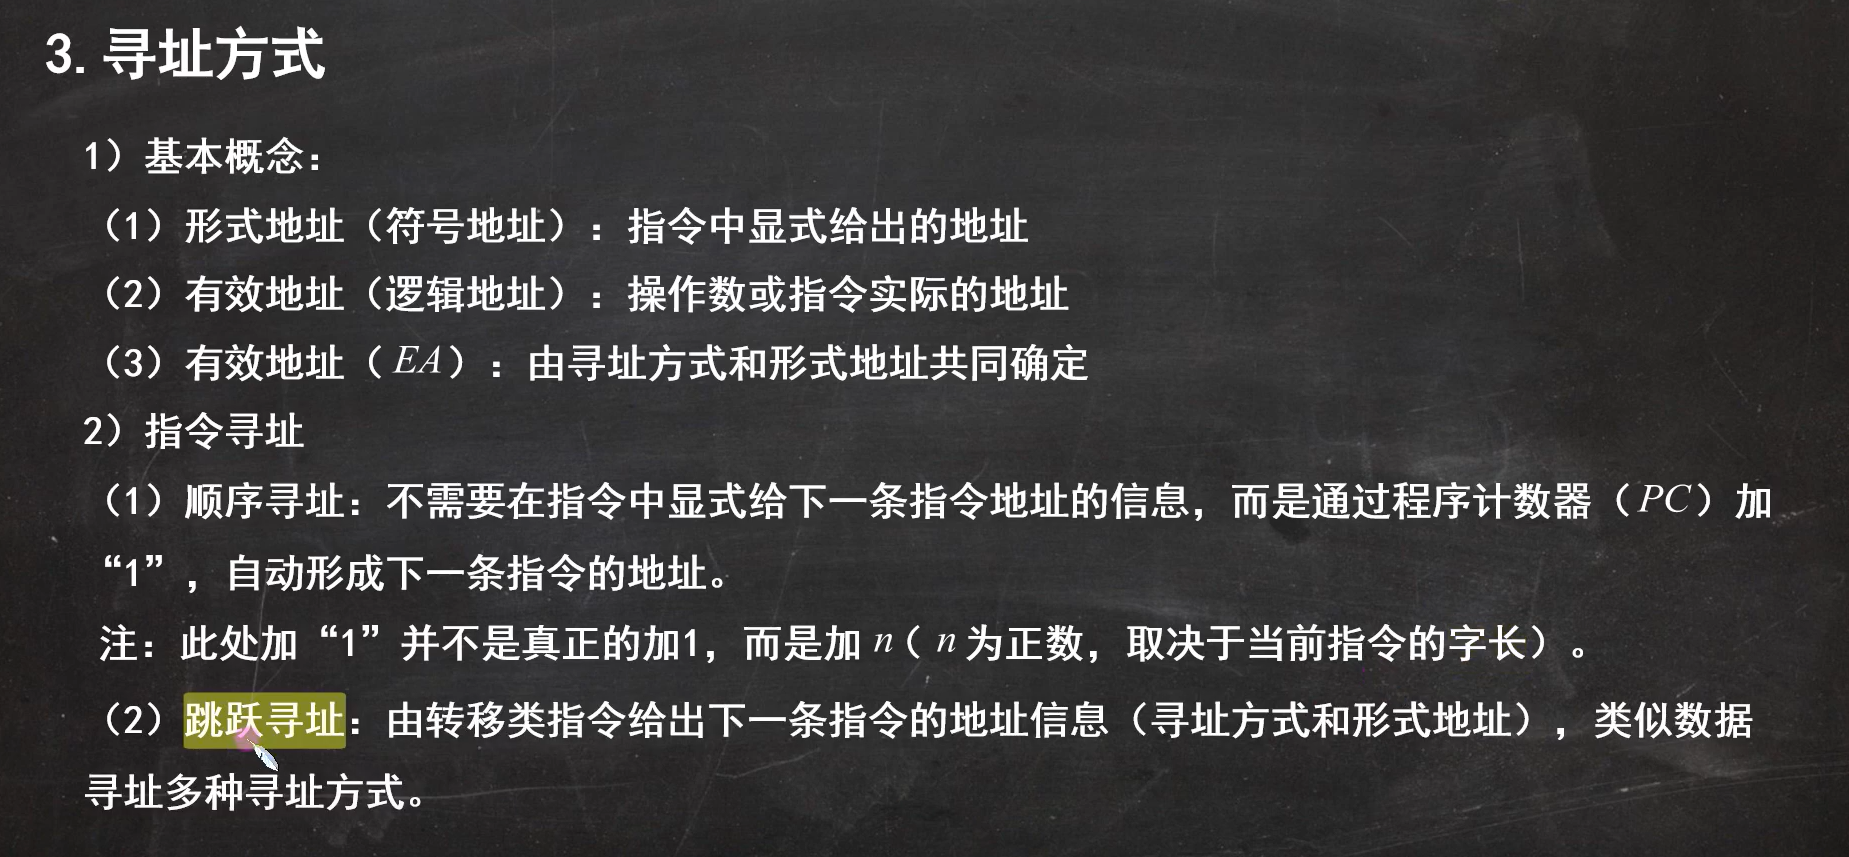 3. 寻址方式
1）基本概念：
（1）形式地址（符号地址）：指令中显式给出的地址
（2）有效地址（逻辑地址）：操作数或指令实际的地址
（3）有效地址（EA）：由寻址方式和形式地址共同确定
2）指令寻址
（1）顺序寻址：不需要在指令中显式给下一条指令地址的信息，而是通过程序计数器（PC）加
“1”，自动形成下一条指令的地址。
注：此处加“1”并不是真正的加1，而是加 n（ n 为正数，取决于当前指令的字长）。
（2）跳跃寻址：由转移类指令给出下一条指令的地址信息（寻址方式和形式地址），类似数据
寻址多种寻址方式。